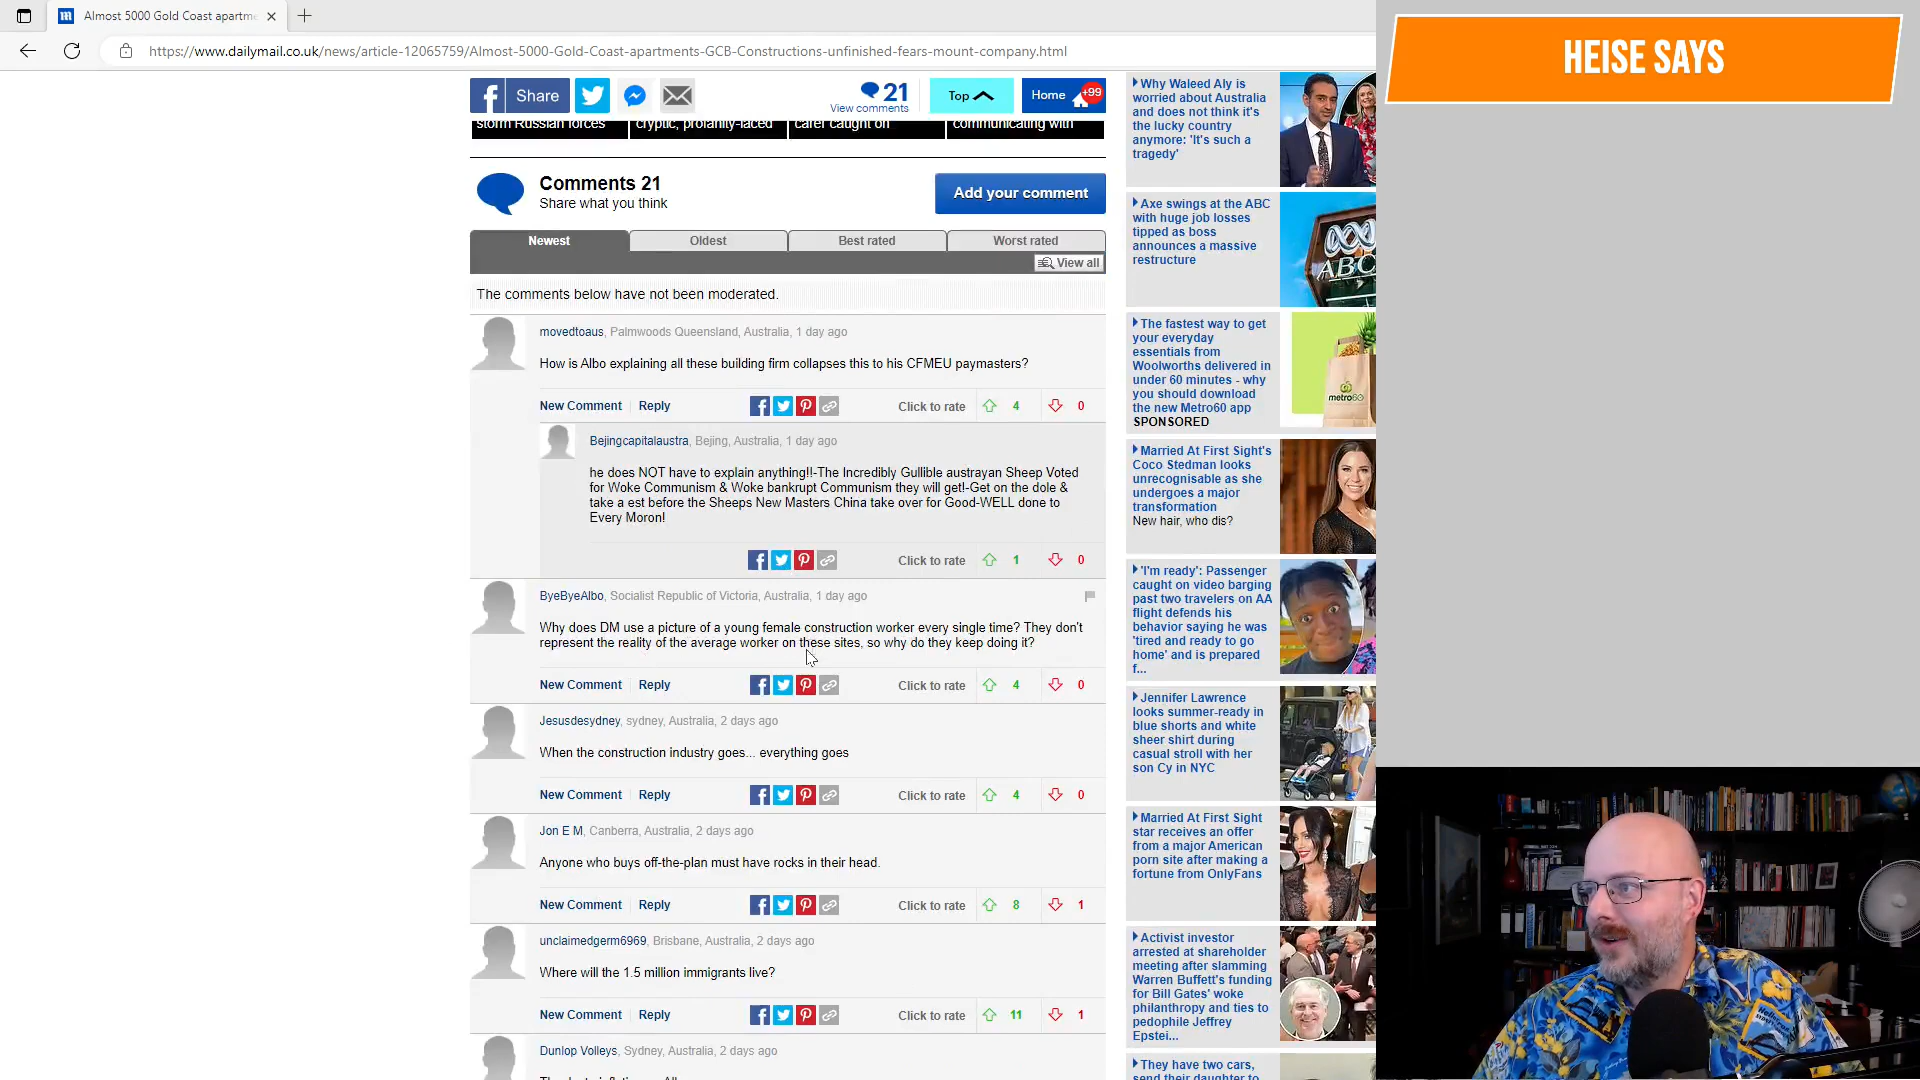 Almost 5000 Gold Coast apartme
https://www.dailymail.co.uk/news/article-12065759/Almost-5000-Gold-Coast-apartments-GCB-Constructions-unfinished-fears-mount-company.html
HEISE SAYS
Share
21
View comments
Top
Home
+99
storm Russian forces
cryptic, profanity-laced
carer caught on
communicating with
Comments 21
Share what you think
Add your comment
Newest
Oldest
Best rated
Worst rated
View all
The comments below have not been moderated.
movedtoaus, Palmwoods Queensland, Australia, 1 day ago
How is Albo explaining all these building firm collapses this to his CFMEU paymasters?
New Comment
Reply
Click to rate
4
0
Bejingcapitalaustra, Bejing, Australia, 1 day ago
he does NOT have to explain anything!!-The Incredibly Gullible austrayan Sheep Voted
for Woke Communism & Woke bankrupt Communism they will get!-Get on the dole &
take a est before the Sheeps New Masters China take over for Good-WELL done to
Every Moron!
Click to rate
1
0
ByeByeAlbo, Socialist Republic of Victoria, Australia, 1 day ago
Why does DM use a picture of a young female construction worker every single time? They don't
represent the reality of the average worker on these sites, so why do they keep doing it?
New Comment
Reply
Click to rate
4
0
Jesusdesydney, sydney, Australia, 2 days ago
When the construction industry goes... everything goes
New Comment
Reply
Click to rate
4
0
Jon E M, Canberra, Australia, 2 days ago
Anyone who buys off-the-plan must have rocks in their head.
New Comment
Reply
Click to rate
8
1
unclaimedgerm6969, Brisbane, Australia, 2 days ago
Where will the 1.5 million immigrants live?
New Comment
Reply
Click to rate
11
1
Dunlop Volleys, Sydney, Australia, 2 days ago
Why Waleed Aly is
worried about Australia
and does not think it's
the lucky country
anymore: 'It's such a
tragedy'
Axe swings at the ABC
with huge job losses
tipped as boss
announces a massive
restructure
ABC
The fastest way to get
your everyday
essentials from
Woolworths delivered in
under 60 minutes - why
you should download
the new Metro60 app
SPONSORED
metro60
Married At First Sight's
Coco Stedman looks
unrecognisable as she
undergoes a major
transformation
New hair, who dis?
'I'm ready': Passenger
caught on video barging
past two travelers on AA
flight defends his
behavior saying he was
'tired and ready to go
home' and is prepared
f...
Jennifer Lawrence
looks summer-ready in
blue shorts and white
sheer shirt during
casual stroll with her
son Cy in NYC
Married At First Sight
star receives an offer
from a major American
porn site after making a
fortune from OnlyFans
Activist investor
arrested at shareholder
meeting after slamming
Warren Buffett's funding
for Bill Gates' woke
philanthropy and ties to
pedophile Jeffrey
Epstei...
They have two cars,
send their daughter to